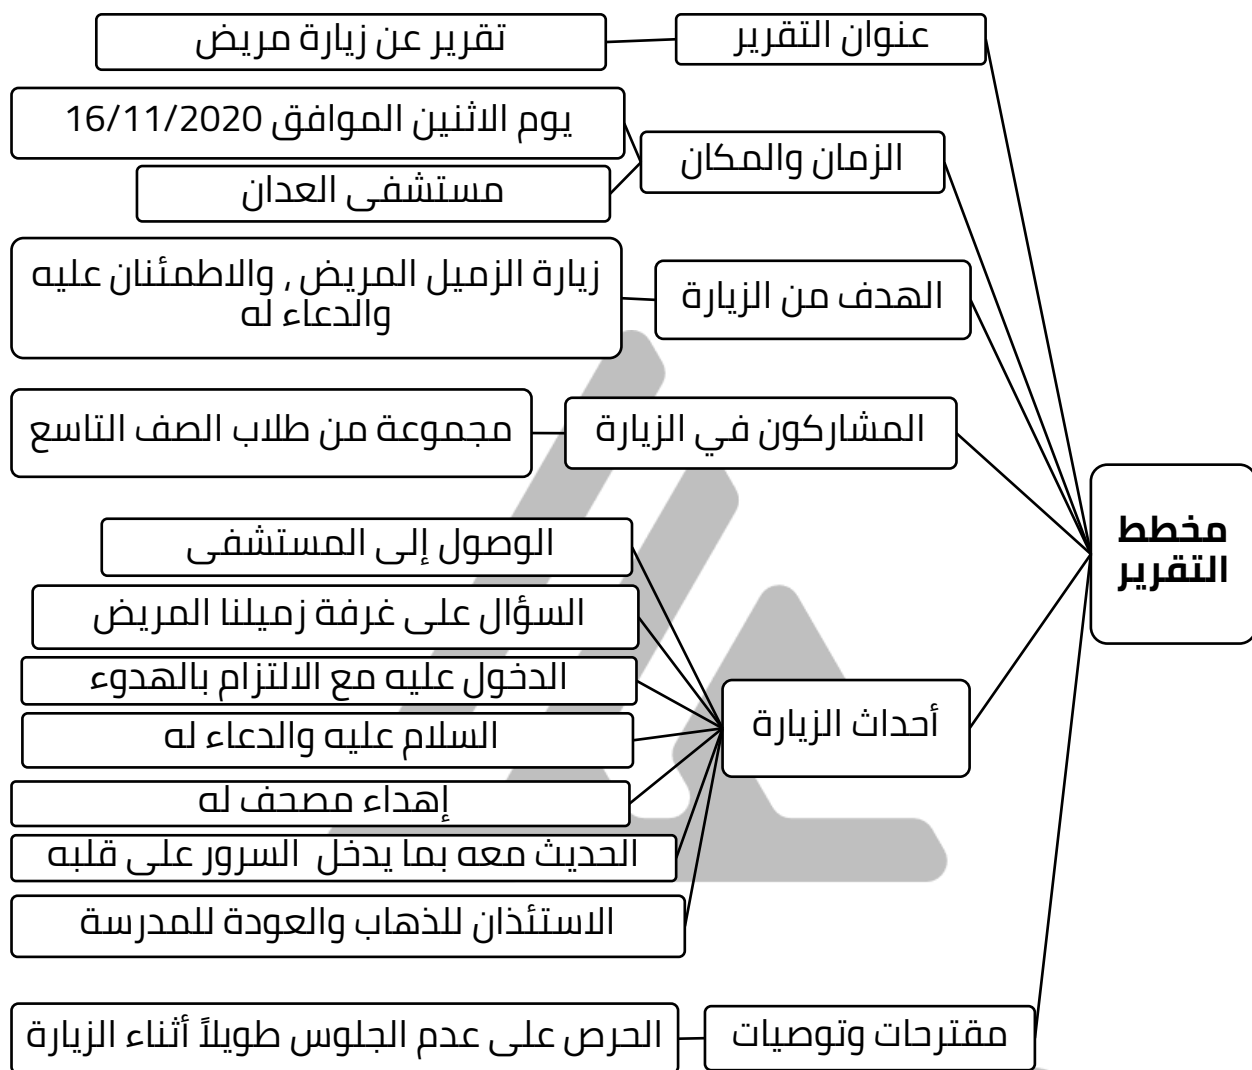 مخطط
التقرير
عنوان التقرير
تقرير عن زيارة مريض
الزمان والمكان
يوم الاثنين الموافق 16/11/2020
مستشفى العدان
الهدف من الزيارة
زيارة الزميل المريض , والاطمئنان عليه
والدعاء له
المشاركون في الزيارة
مجموعة من طلاب الصف التاسع
أحداث الزيارة
الوصول إلى المستشفى
السؤال على غرفة زميلنا المريض
الدخول عليه مع الالتزام بالهدوء
السلام عليه والدعاء له
إهداء مصحف له
الحديث معه بما يدخل السرور على قلبه
الاستئذان للذهاب والعودة للمدرسة
مقترحات وتوصيات
الحرص على عدم الجلوس طويلاً أثناء الزيارة